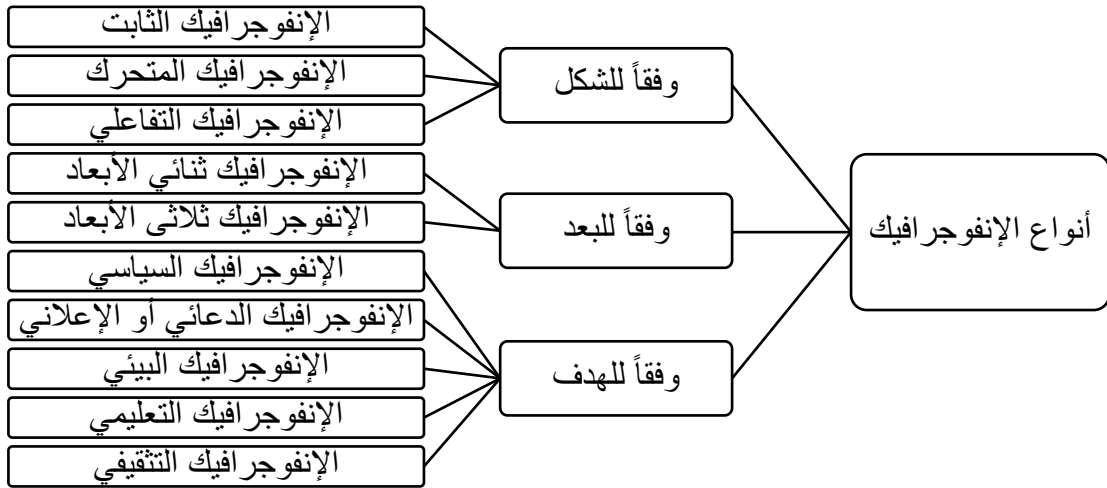 أنواع الإنفوجرافيك
وفقاً للشكل
الإنفوجرافيك الثابت
الإنفوجرافيك المتحرك
الإنفوجرافيك التفاعلي
وفقاً للبعد
الإنفوجرافيك ثنائي الأبعاد
الإنفوجرافيك ثلاثى الأبعاد
وفقاً للهدف
الإنفوجرافيك السياسي
الإنفوجرافيك الدعائي أو الإعلاني
الإنفوجرافيك البيئي
الإنفوجرافيك التعليمي
الإنفوجرافيك التثقيفي